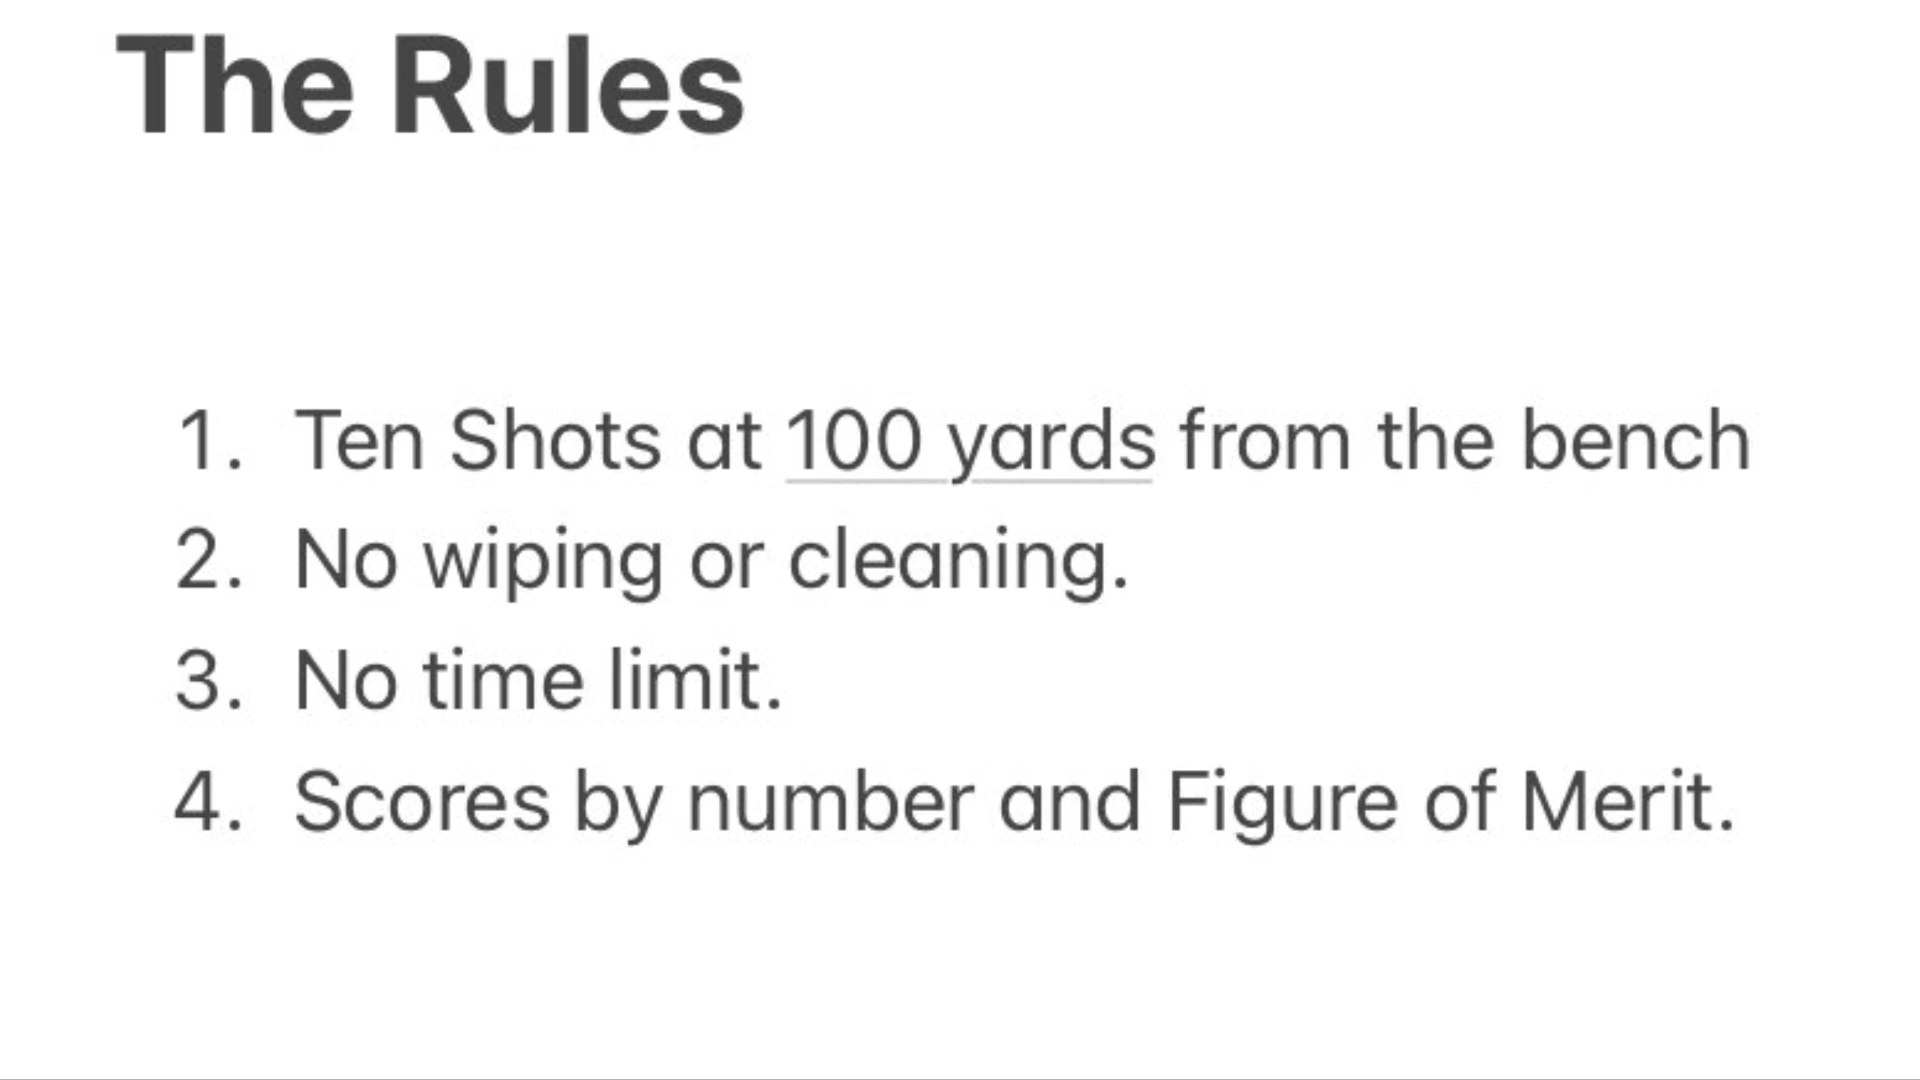 The Rules
1. Ten Shots at 100 yards from the bench
2. No wiping or cleaning.
3. No time limit.
4. Scores by number and Figure of Merit.